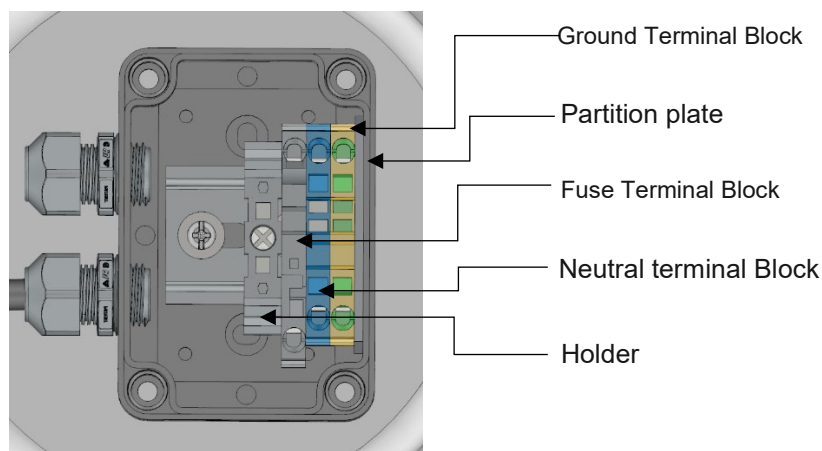 Ground Terminal Block
Partition plate
Fuse Terminal Block
Neutral terminal Block
Holder